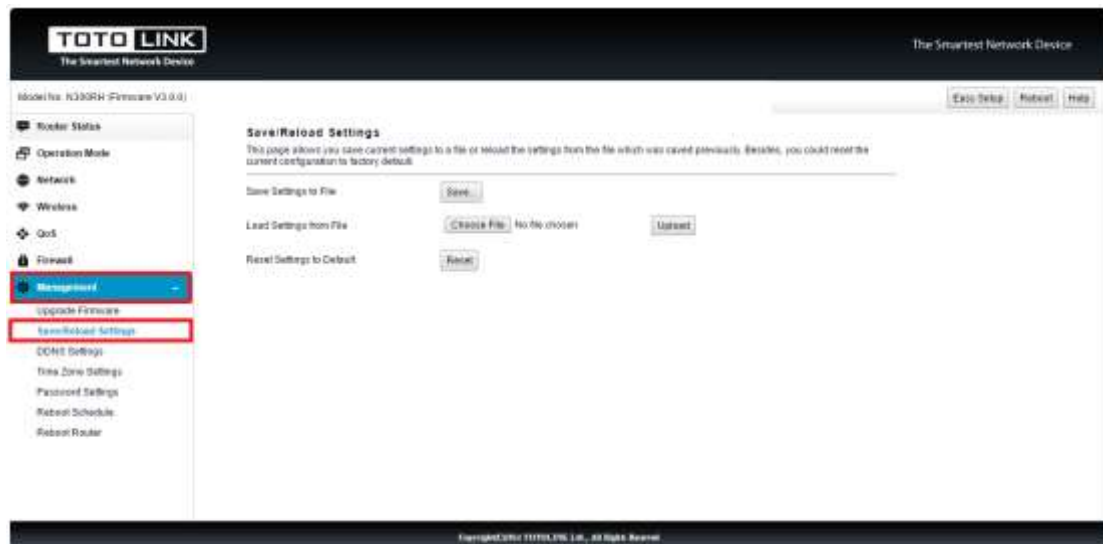 TOTO LINK
The Smartest Network Device
The Smartest Network Device
Model No. N300RH (Firmware V3.0.0)
Easy Setup Reboot Help
Router Status
Operation Mode
Network
Wireless
QoS
Firewall
Management
Upgrade Firmware
Save/Reload Settings
DDNS Settings
Time Zone Settings
Password Settings
Reboot Schedule
Reboot Router
Save/Reload Settings
This page allows you save current settings to a file or reload the settings from the file which was saved previously. Besides, you could reset the
current configuration to factory default.
Save Settings to File Save...
Load Settings from File Choose File No file chosen Upload
Reset Settings to Default Reset
TOTOLINK Ltd., All Rights Reserved